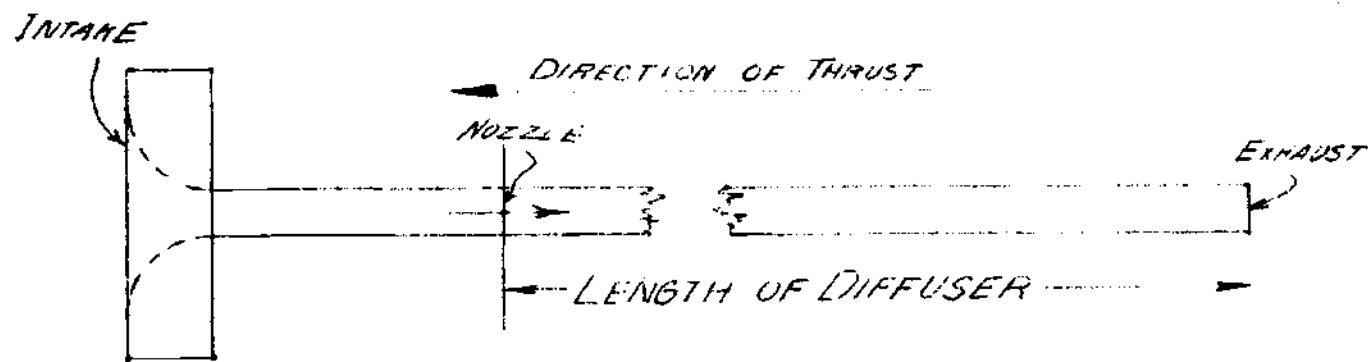 INTAKE
DIRECTION OF THRUST
NOZZLE
EXHAUST
LENGTH OF DIFFUSER